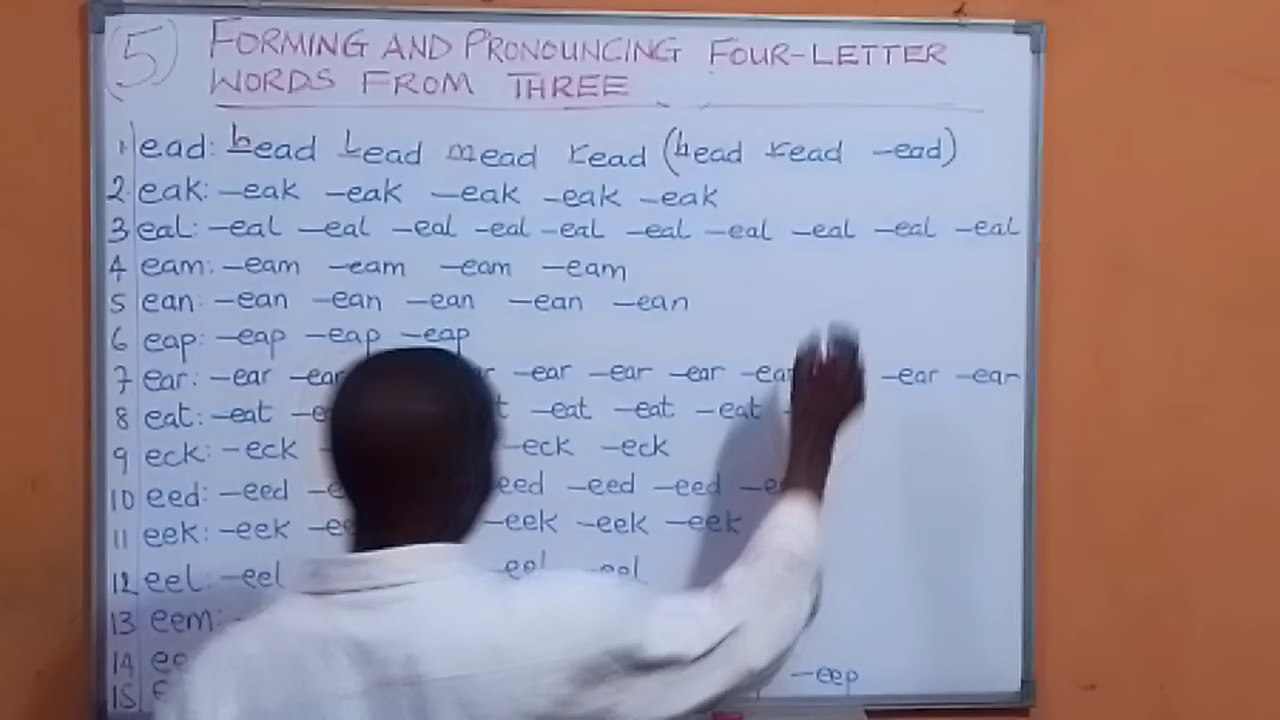 (5) FORMING AND PRONOUNCING FOUR-LETTER
WORDS FROM THREE
1 ead: bead Lead mead read (head read -ead)
2. eak: -eak -eak -eak -eak -eak
3 eal: -eal -eal -eal -eal -eal -eal -eal -eal -eal -eal
4 eam: -eam -eam -eam -eam
5 ean: -ean -ean -ean -ean -ean
6 eap: -eap -eap -eap
7 ear: -ear -ear -ear -ear -ear -ear -ear -ear
8 eat: -eat -eat -eat -eat
9 eck: -eck -eck -eck
10 eed: -eed eed -eed -eed
11 eek: -eek -eek -eek -eek
12 eel: -eel -eel -eel
13 eem:
14
15 -eep